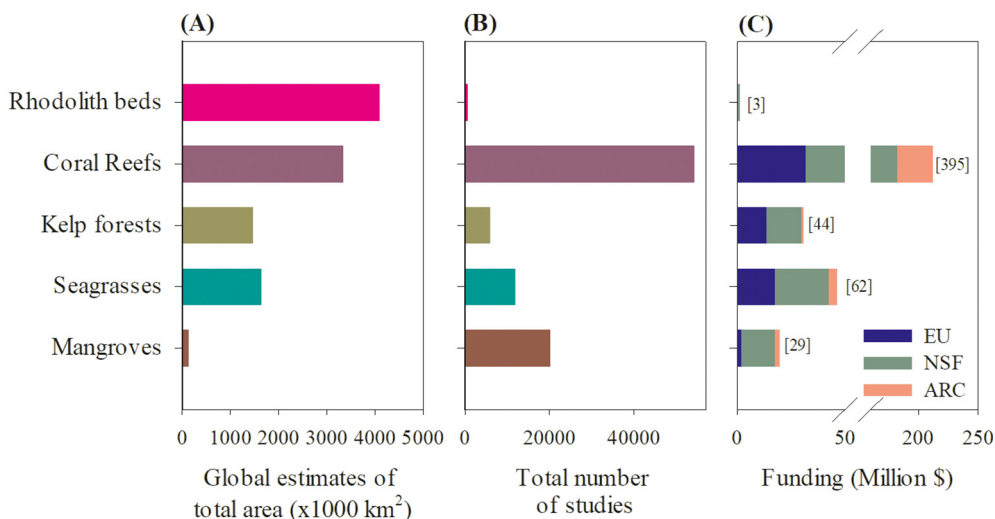 (A)
(B)
(C)
Rhodolith beds
Coral Reefs
Kelp forests
Seagrasses
Mangroves
[3]
[395]
[44]
[62]
[29]
EU
NSF
ARC
0 1000 2000 3000 4000 5000
0 20000 40000
0 50 200 250
Global estimates of
total area (x1000 km²)
Total number
of studies
Funding (Million $)